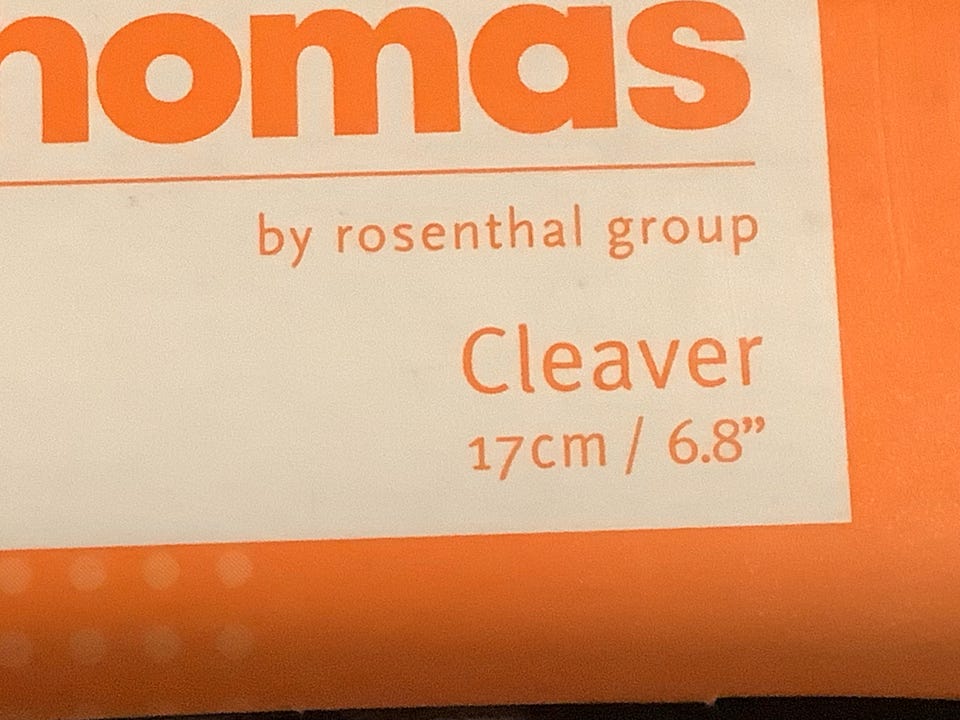 homas
by rosenthal group
Cleaver
17cm / 6.8”